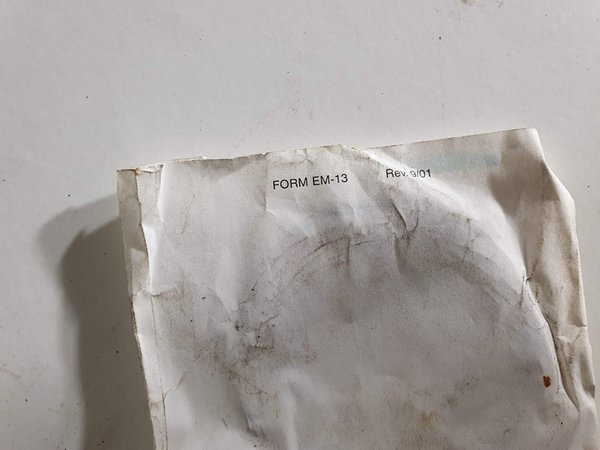 FORM EM-13 Rev. 9/01